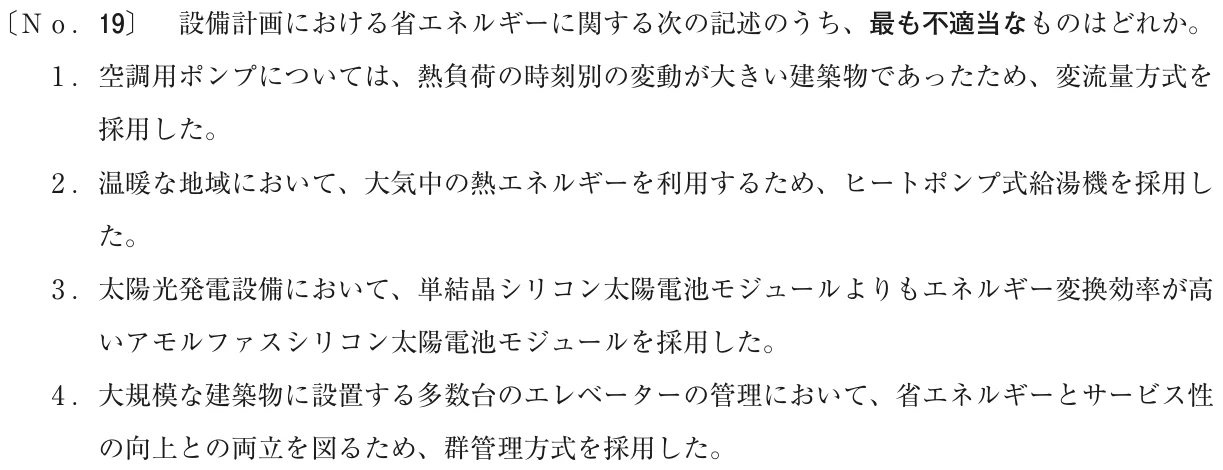 〔Ｎｏ．19〕　設備計画における省エネルギーに関する次の記述のうち、最も不適当なものはどれか。
１．空調用ポンプについては、熱負荷の時刻別の変動が大きい建築物であったため、変流量方式を
採用した。
２．温暖な地域において、大気中の熱エネルギーを利用するため、ヒートポンプ式給湯機を採用し
た。
３．太陽光発電設備において、単結晶シリコン太陽電池モジュールよりもエネルギー変換効率が高
いアモルファスシリコン太陽電池モジュールを採用した。
４．大規模な建築物に設置する多数台のエレベーターの管理において、省エネルギーとサービス性
の向上との両立を図るため、群管理方式を採用した。